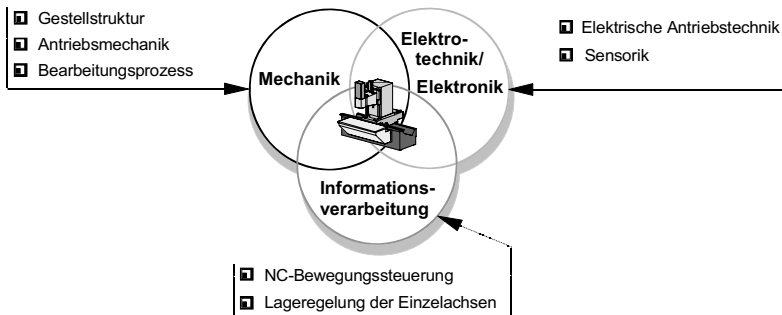 Gestellstruktur
Antriebsmechanik
Bearbeitungsprozess
Mechanik
Elektro-
technik/
Elektronik
Elektrische Antriebstechnik
Sensorik
Informations-
verarbeitung
NC-Bewegungssteuerung
Lageregelung der Einzelachsen